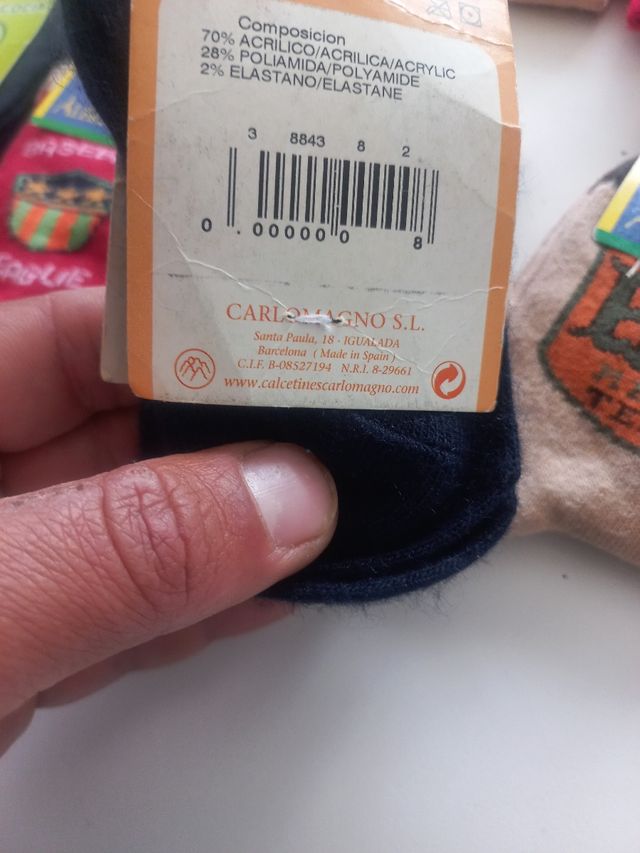 Composicion
70% ACRILICO/ACRILICA/ACRYLIC
28% POLIAMIDA/POLYAMIDE
2% ELASTANO/ELASTANE
3 8843 8 2
0 .00000 0 8
CARLOMAGNO S.L.
Santa Paula, 18 - IGUALADA
Barcelona (Made in Spain)
C.I.F. B-08527194 N.R.I. 8-29661
www.calcetinescarlomagno.com